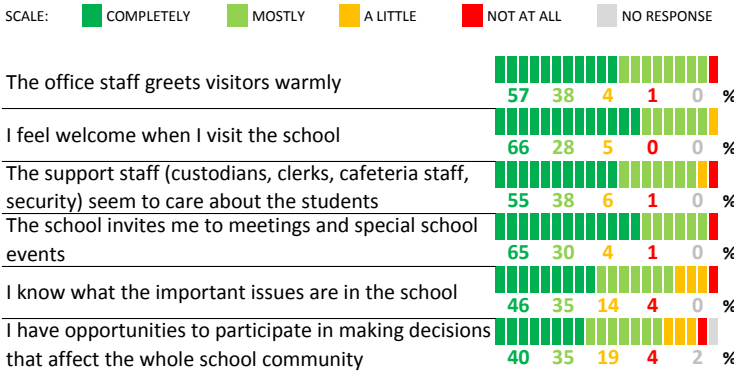 SCALE: COMPLETELY MOSTLY A LITTLE NOT AT ALL NO RESPONSE
The office staff greets visitors warmly
57 38 4 1 0 %
I feel welcome when I visit the school
66 28 5 0 0 %
The support staff (custodians, clerks, cafeteria staff,
security) seem to care about the students
55 38 6 1 0 %
The school invites me to meetings and special school
events
65 30 4 1 0 %
I know what the important issues are in the school
46 35 14 4 0 %
I have opportunities to participate in making decisions
that affect the whole school community
40 35 19 4 2 %